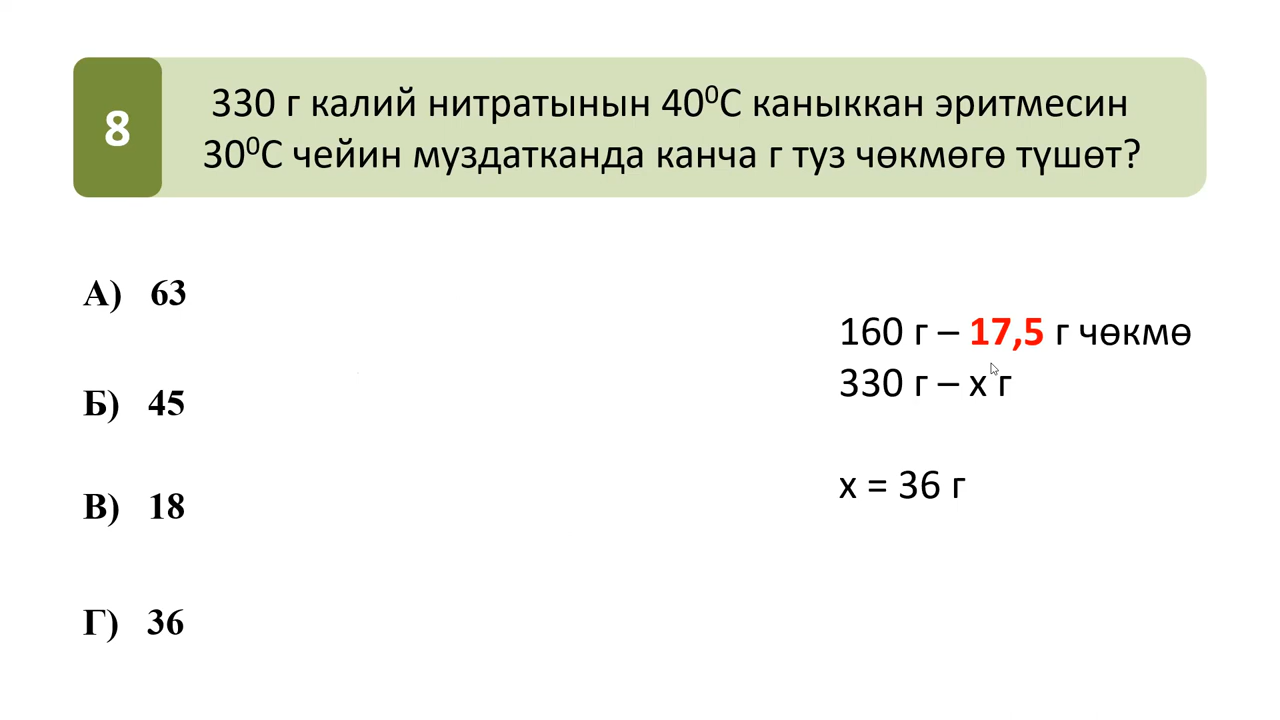 8
330 г калий нитратынын 40⁰С каныккан эритмесин
30⁰С чейин муздатканда канча г туз чөкмөгө түшөт?
А) 63
160 г – 17,5 г чөкмө
330 г – х г
Б) 45
х = 36 г
В) 18
Г) 36